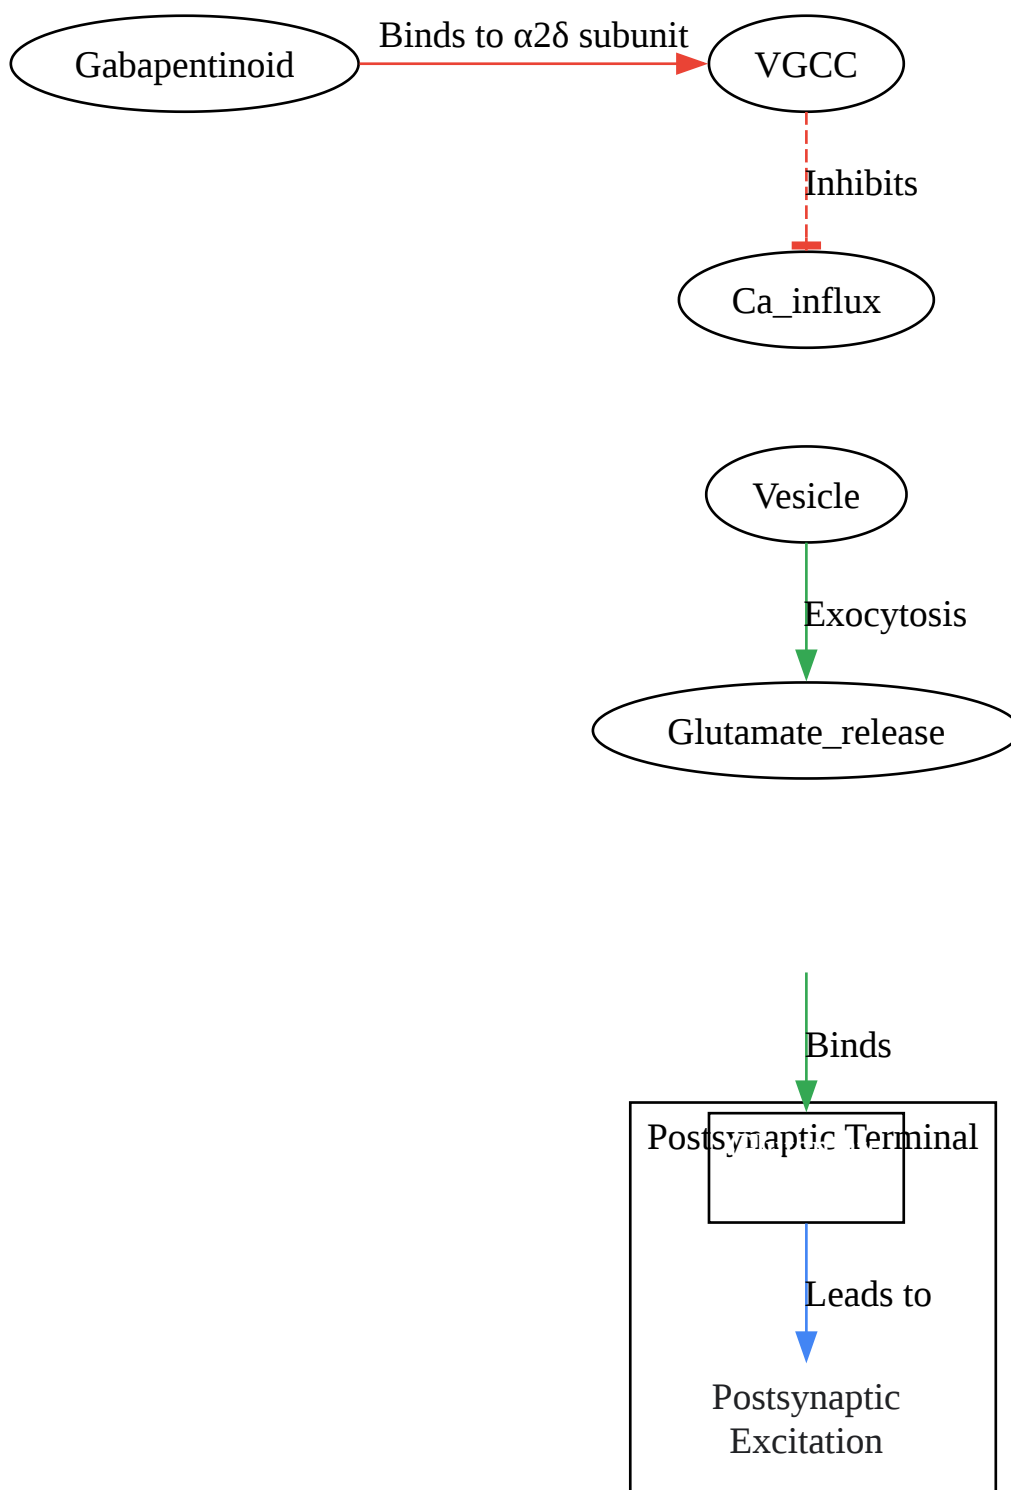 Gabapentinoid
Binds to α2δ subunit
VGCC
Inhibits
Ca_influx
Vesicle
Exocytosis
Glutamate_release
Binds
Postsynaptic Terminal
Leads to
Postsynaptic
Excitation